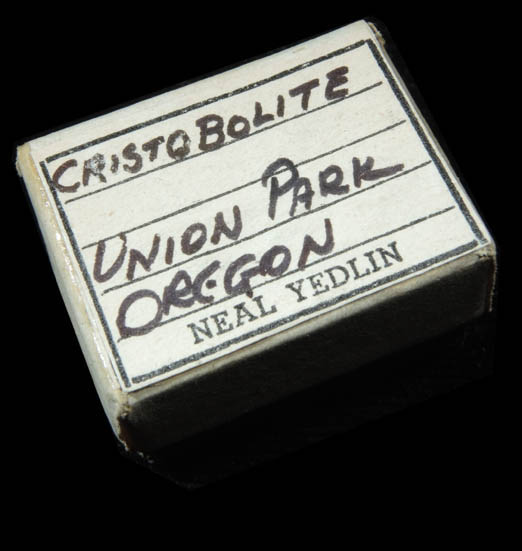 CRISTOBOLITE
UNION PARK
OREGON
NEAL YEDLIN